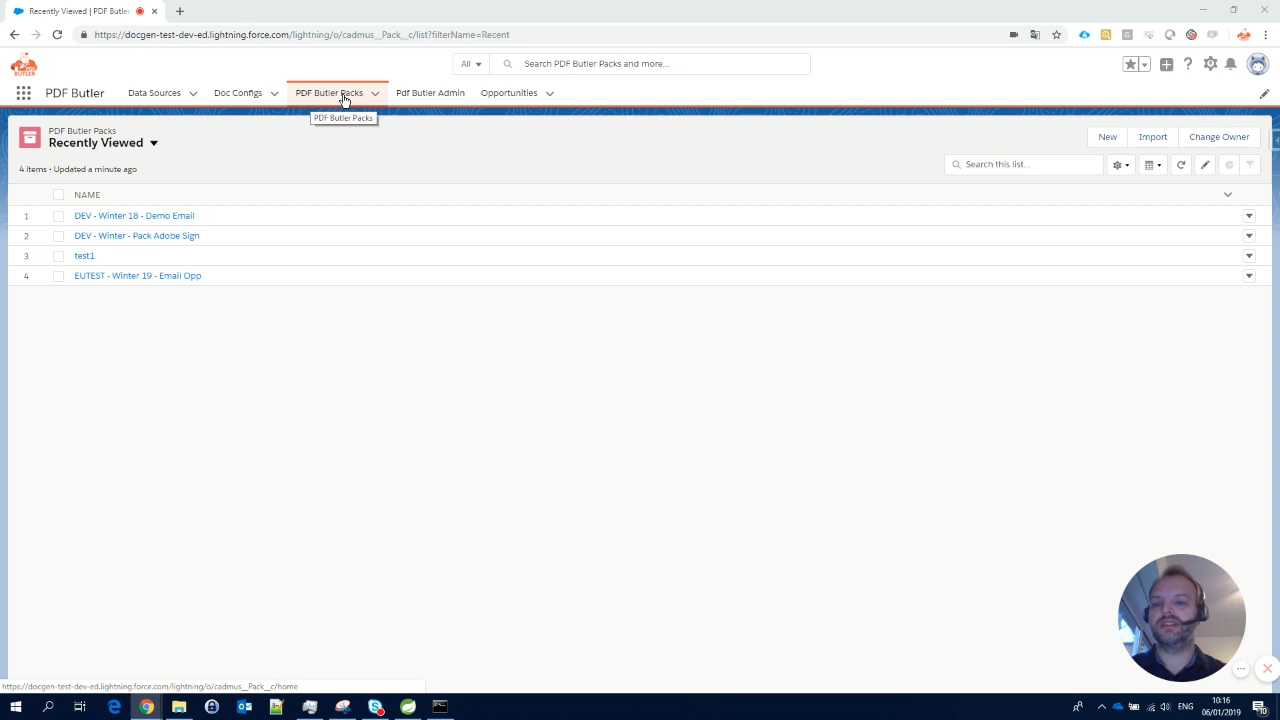 Recently Viewed | PDF Butler
https://docgen-test-dev-ed.lightning.force.com/lightning/o/cadmus__Pack__c/list?filterName=Recent
PDF
BUTLER
All
Search PDF Butler Packs and more...
PDF Butler
Data Sources
Doc Configs
PDF Butler Packs
Pdf Butler Admin
Opportunities
PDF Butler Packs
PDF Butler Packs
Recently Viewed
New
Import
Change Owner
4 items • Updated a minute ago
Search this list...
NAME
1 DEV - Winter 18 - Demo Email
2 DEV - Winter - Pack Adobe Sign
3 test1
4 EUTEST - Winter 19 - Email Opp
https://docgen-test-dev-ed.lightning.force.com/lightning/o/cadmus__Pack__c/home
ENG
10:16
06/01/2019
10